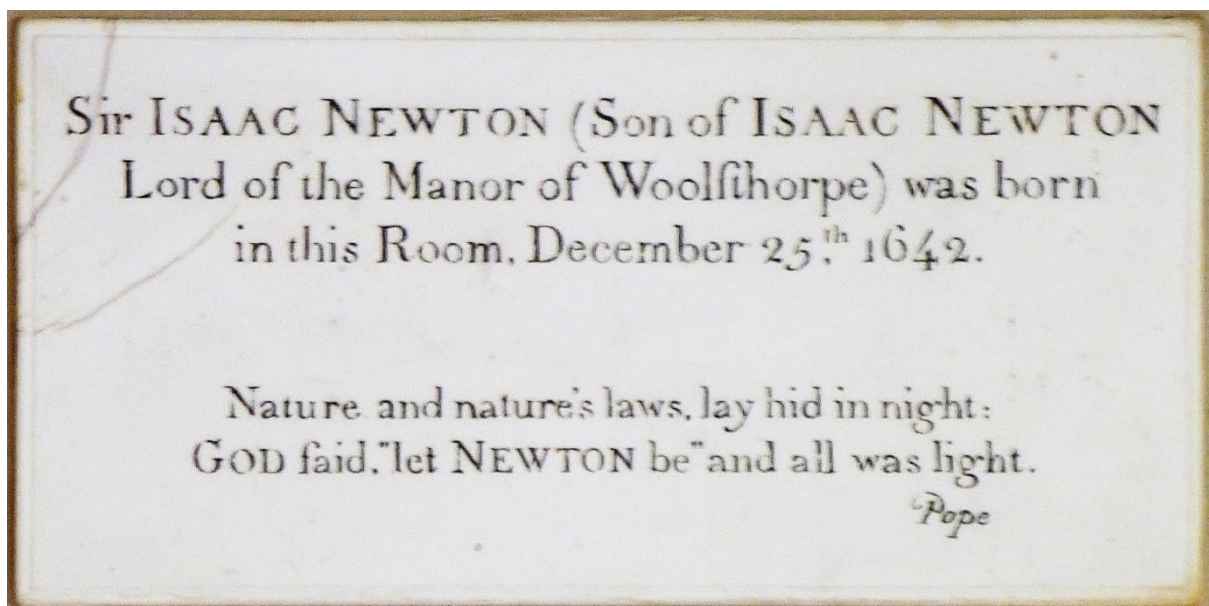 Sir ISAAC NEWTON (Son of ISAAC NEWTON
Lord of the Manor of Woolſthorpe) was born
in this Room, December 25,th 1642.
Nature and nature's laws, lay hid in night:
GOD ſaid,"let NEWTON be"and all was light.
Pope